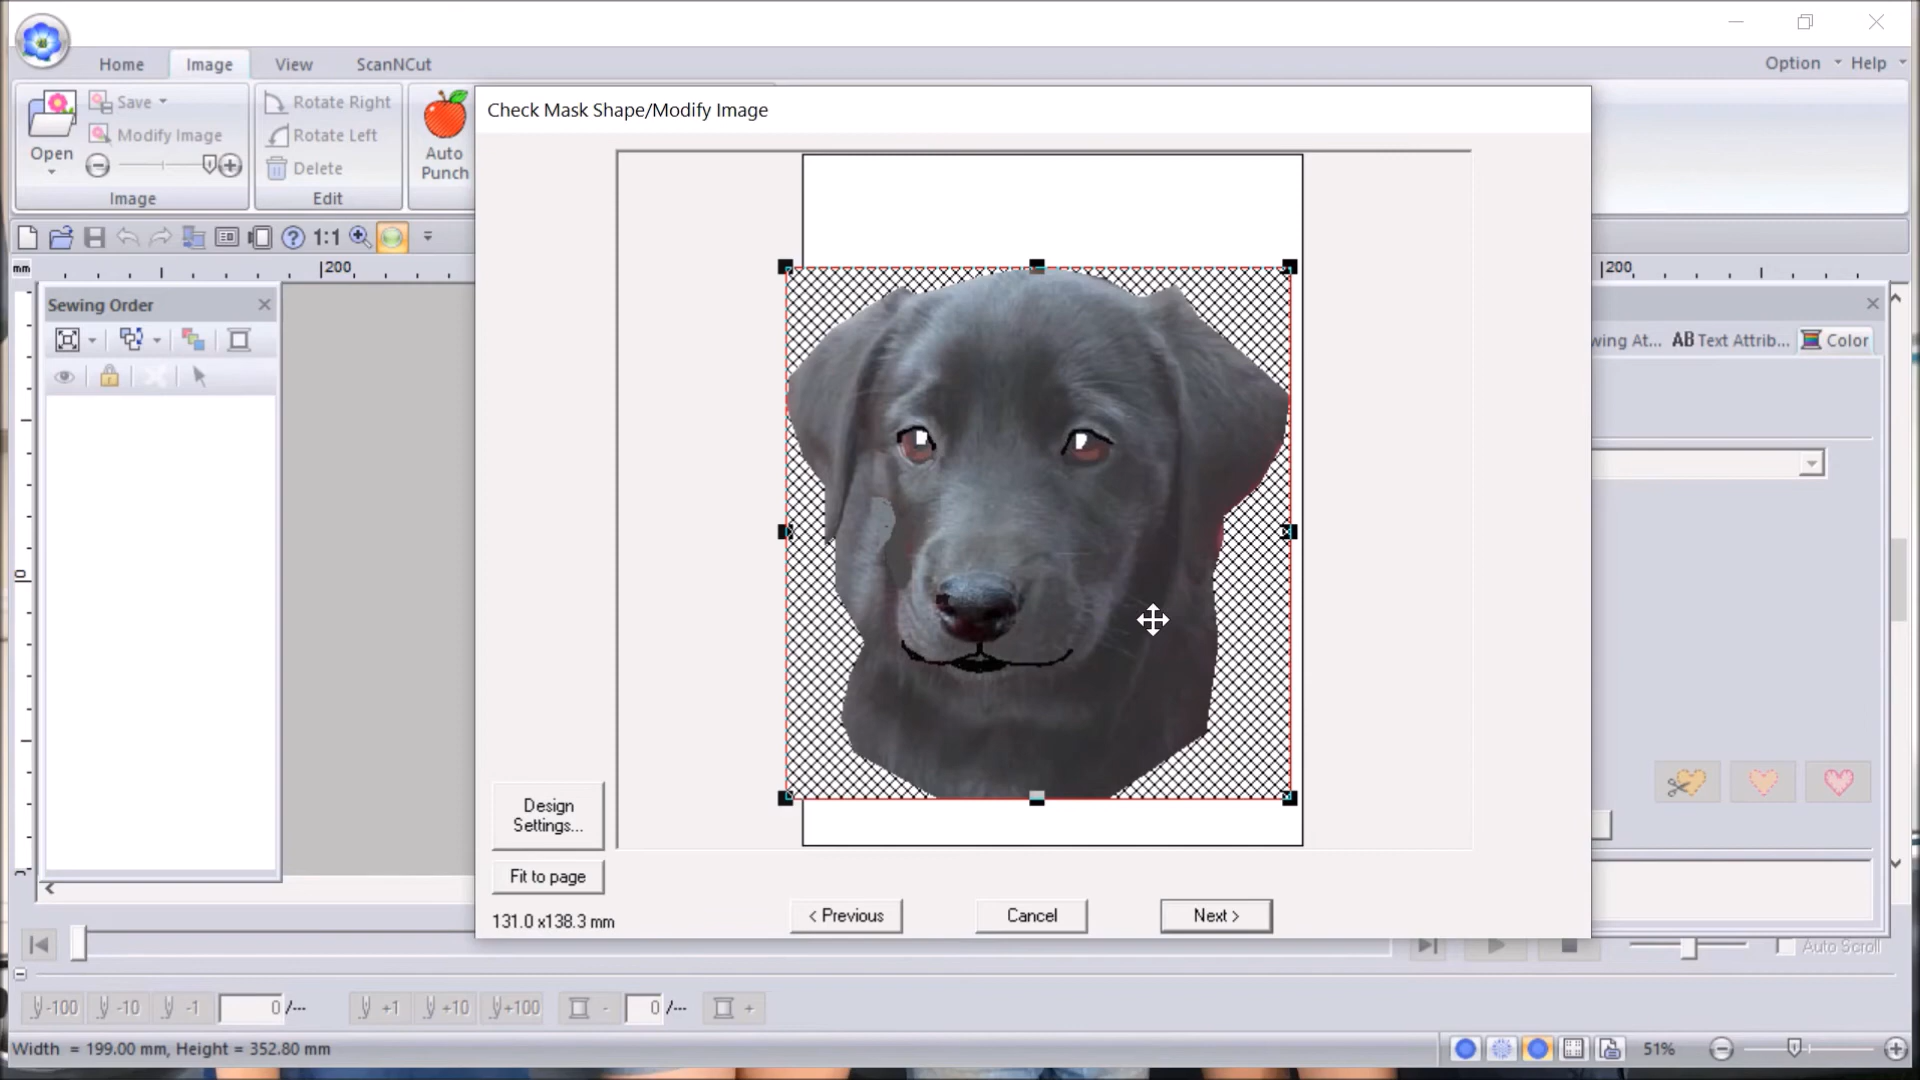 Home
Image
View
ScanNCut
Option
Help
Open
Save
Modify Image
Image
Rotate Right
Rotate Left
Delete
Edit
Auto
Punch
Check Mask Shape/Modify Image
1:1
mm
200
200
0
Sewing Order
wing At...
AB Text Attrib...
Color
Design
Settings...
Fit to page
131.0 x138.3 mm
< Previous
Cancel
Next >
Auto Scroll
-100
-10
-1
0 /---
+1
+10
+100
-
0 /---
+
Width = 199.00 mm, Height = 352.80 mm
51%